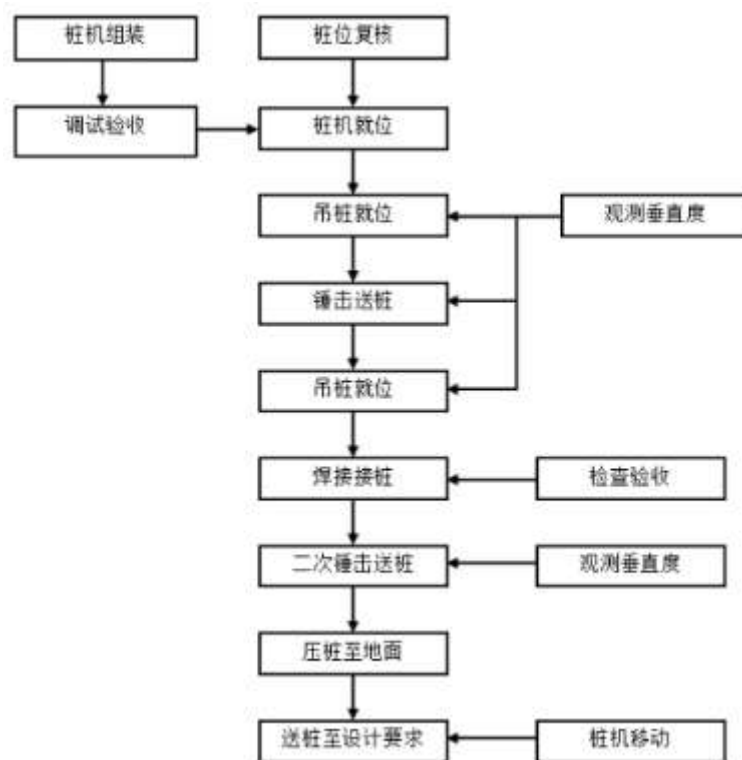 桩机组装
桩位复核
调试验收
桩机就位
吊桩就位
观测垂直度
锤击送桩
吊桩就位
焊接接桩
检查验收
二次锤击送桩
观测垂直度
压桩至地面
送桩至设计要求
桩机移动